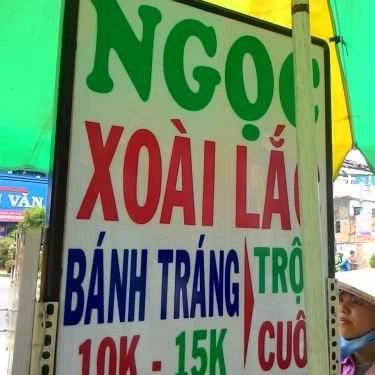 NGỌC
XOÀI LẮC
BÁNH TRÁNG
TRỘ
CUỐ
10K - 15K
VĂN